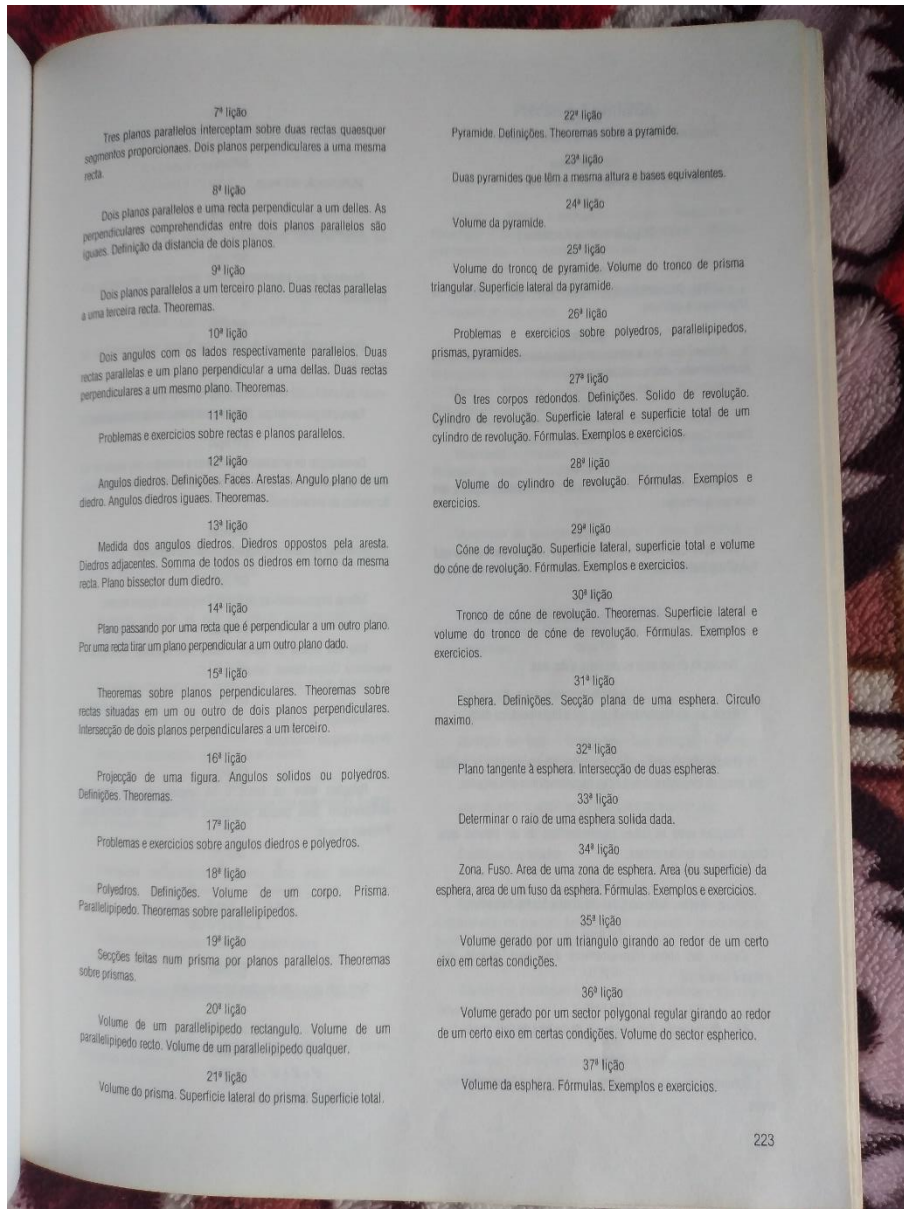 7ª lição
Tres planos parallelos interceptam sobre duas rectas quaesquer
segmentos proporcionaes. Dois planos perpendiculares a uma mesma
recta.
8ª lição
Dois planos parallelos e uma recta perpendicular a um delles. As
perpendiculares comprehendidas entre dois planos parallelos são
iguaes. Definição da distancia de dois planos.
9ª lição
Dois planos parallelos a um terceiro plano. Duas rectas parallelas
a uma terceira recta. Theoremas.
10ª lição
Dois angulos com os lados respectivamente parallelos. Duas
rectas parallelas e um plano perpendicular a uma dellas. Duas rectas
perpendiculares a um mesmo plano. Theoremas.
11ª lição
Problemas e exercicios sobre rectas e planos parallelos.
12ª lição
Angulos diedros. Definições. Faces. Arestas. Angulo plano de um
diedro. Angulos diedros iguaes. Theoremas.
13ª lição
Medida dos angulos diedros. Diedros oppostos pela aresta.
Diedros adjacentes. Somma de todos os diedros em torno da mesma
recta. Plano bissector dum diedro.
14ª lição
Plano passando por uma recta que é perpendicular a um outro plano.
Por uma recta tirar um plano perpendicular a um outro plano dado.
15ª lição
Theoremas sobre planos perpendiculares. Theoremas sobre
rectas situadas em um ou outro de dois planos perpendiculares.
Intersecção de dois planos perpendiculares a um terceiro.
16ª lição
Projecção de uma figura. Angulos solidos ou polyedros.
Definições. Theoremas.
17ª lição
Problemas e exercicios sobre angulos diedros e polyedros.
18ª lição
Polyedros. Definições. Volume de um corpo. Prisma.
Parallelipipedo. Theoremas sobre parallelipipedos.
19ª lição
Secções feitas num prisma por planos parallelos. Theoremas
sobre prismas.
20ª lição
Volume de um parallelipipedo rectangulo. Volume de um
parallelipipedo recto. Volume de um parallelipipedo qualquer.
21ª lição
Volume do prisma. Superficie lateral do prisma. Superficie total.
22ª lição
Pyramide. Definições. Theoremas sobre a pyramide.
23ª lição
Duas pyramides que têm a mesma altura e bases equivalentes.
24ª lição
Volume da pyramide.
25ª lição
Volume do tronco de pyramide. Volume do tronco de prisma
triangular. Superficie lateral da pyramide.
26ª lição
Problemas e exercicios sobre polyedros, parallelipipedos,
prismas, pyramides.
27ª lição
Os tres corpos redondos. Definições. Solido de revolução.
Cylindro de revolução. Superficie lateral e superficie total de um
cylindro de revolução. Fórmulas. Exemplos e exercicios.
28ª lição
Volume do cylindro de revolução. Fórmulas. Exemplos e
exercicios.
29ª lição
Cóne de revolução. Superficie lateral, superficie total e volume
do cóne de revolução. Fórmulas. Exemplos e exercicios.
30ª lição
Tronco de cóne de revolução. Theoremas. Superficie lateral e
volume do tronco de cóne de revolução. Fórmulas. Exemplos e
exercicios.
31ª lição
Esphera. Definições. Secção plana de uma esphera. Circulo
maximo.
32ª lição
Plano tangente à esphera. Intersecção de duas espheras.
33ª lição
Determinar o raio de uma esphera solida dada.
34ª lição
Zona. Fuso. Area de uma zona de esphera. Area (ou superficie) da
esphera, area de um fuso da esphera. Fórmulas. Exemplos e exercicios.
35ª lição
Volume gerado por um triangulo girando ao redor de um certo
eixo em certas condições.
36ª lição
Volume gerado por um sector polygonal regular girando ao redor
de um certo eixo em certas condições. Volume do sector espherico.
37ª lição
Volume da esphera. Fórmulas. Exemplos e exercicios.
223